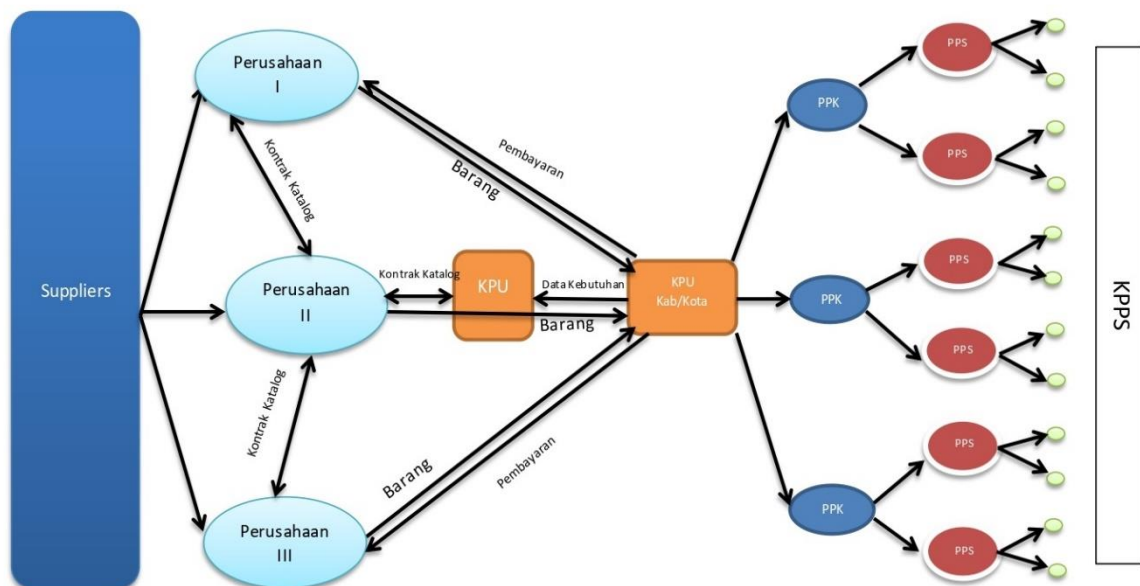 Suppliers
Perusahaan
I
Kontrak Katalog
Perusahaan
II
Kontrak Katalog
Perusahaan
III
Pembayaran
Barang
Kontrak Katalog
KPU
Data Kebutuhan
Barang
KPU
Kab/Kota
Barang
Pembayaran
PPK
PPK
PPK
PPS
PPS
PPS
PPS
PPS
PPS
KPPS